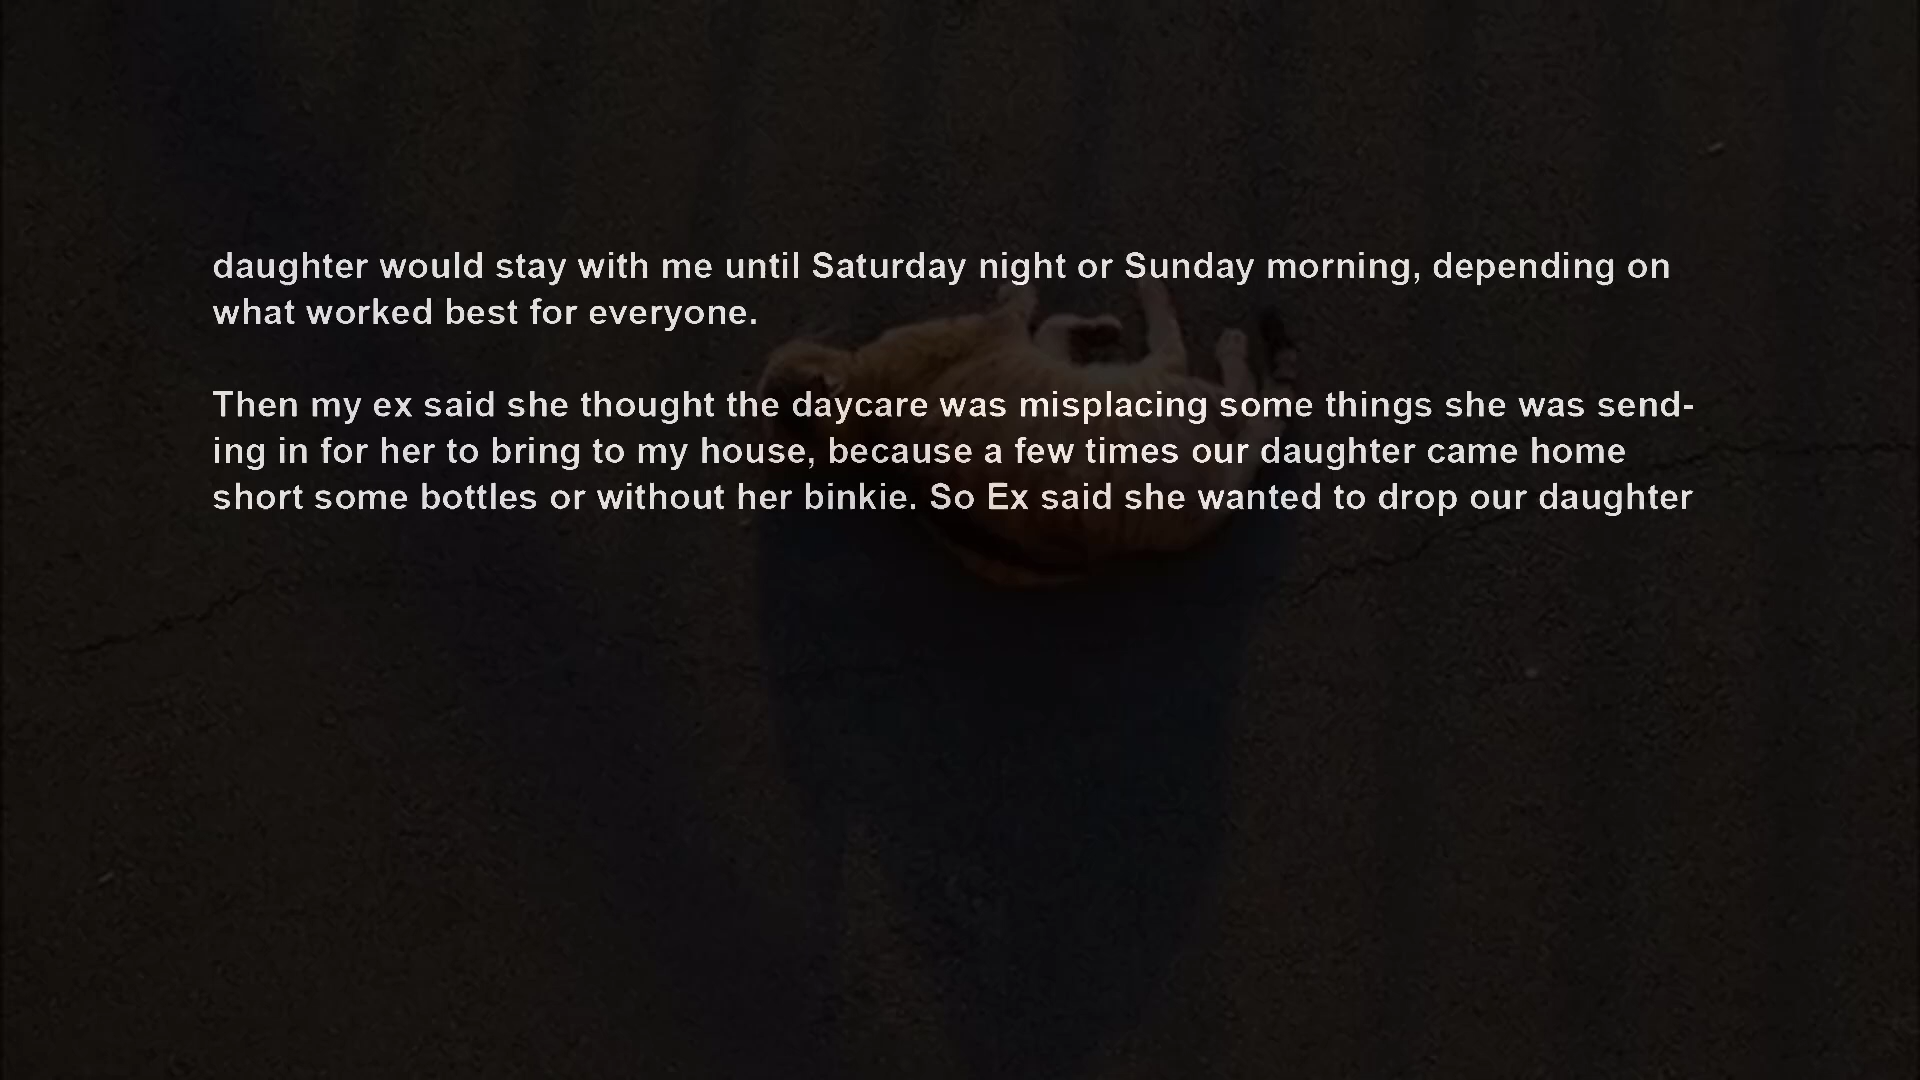 daughter would stay with me until Saturday night or Sunday morning, depending on
what worked best for everyone.
Then my ex said she thought the daycare was misplacing some things she was send-
ing in for her to bring to my house, because a few times our daughter came home
short some bottles or without her binkie. So Ex said she wanted to drop our daughter